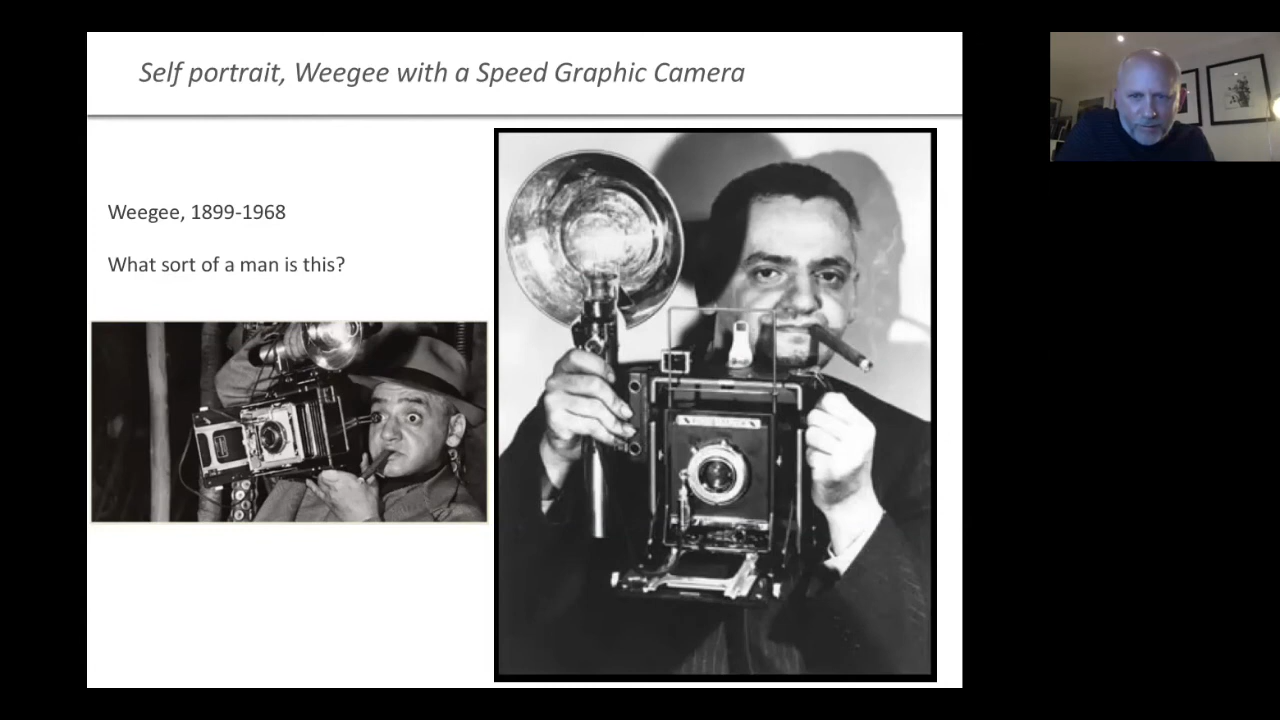 Self portrait, Weegee with a Speed Graphic Camera
Weegee, 1899-1968
What sort of a man is this?